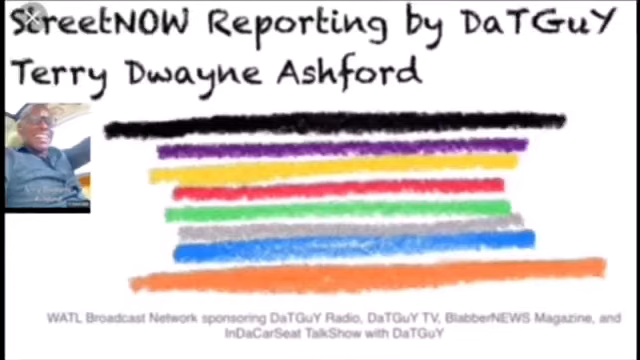 StreetNOW Reporting by DaTGuY
Terry Dwayne Ashford
WATL Broadcast Network sponsoring DaTGuY Radio, DaTGuY TV, BlabberNEWS Magazine, and
InDaCarSeat TalkShow with DaTGuY